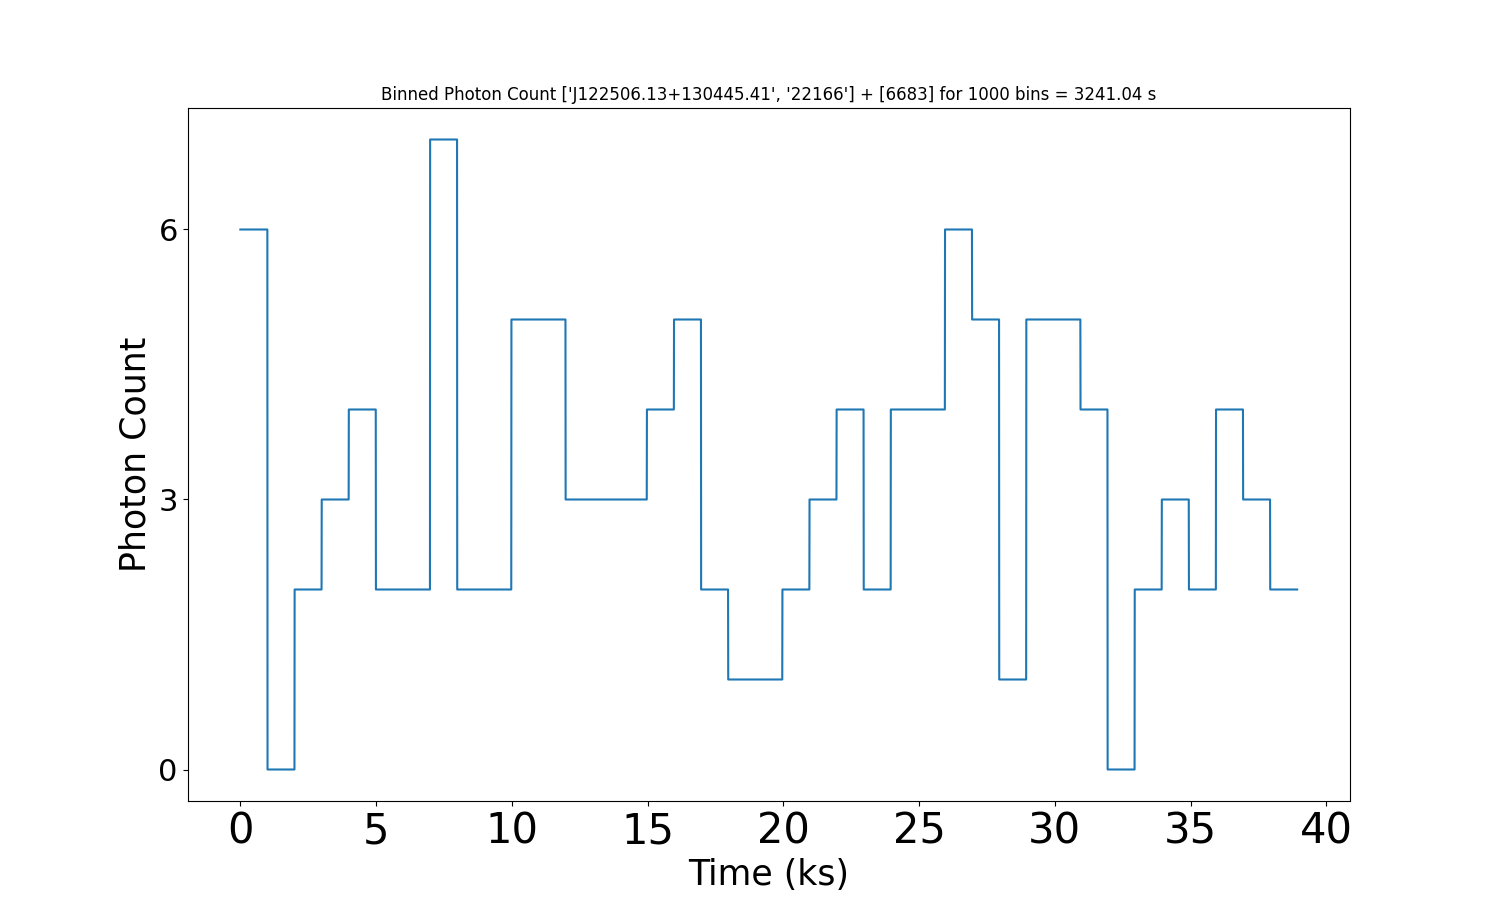 Binned Photon Count ['J122506.13+130445.41', '22166'] + [6683] for 1000 bins = 3241.04 s
6
3
0
Photon Count
0 5 10 15 20 25 30 35 40
Time (ks)